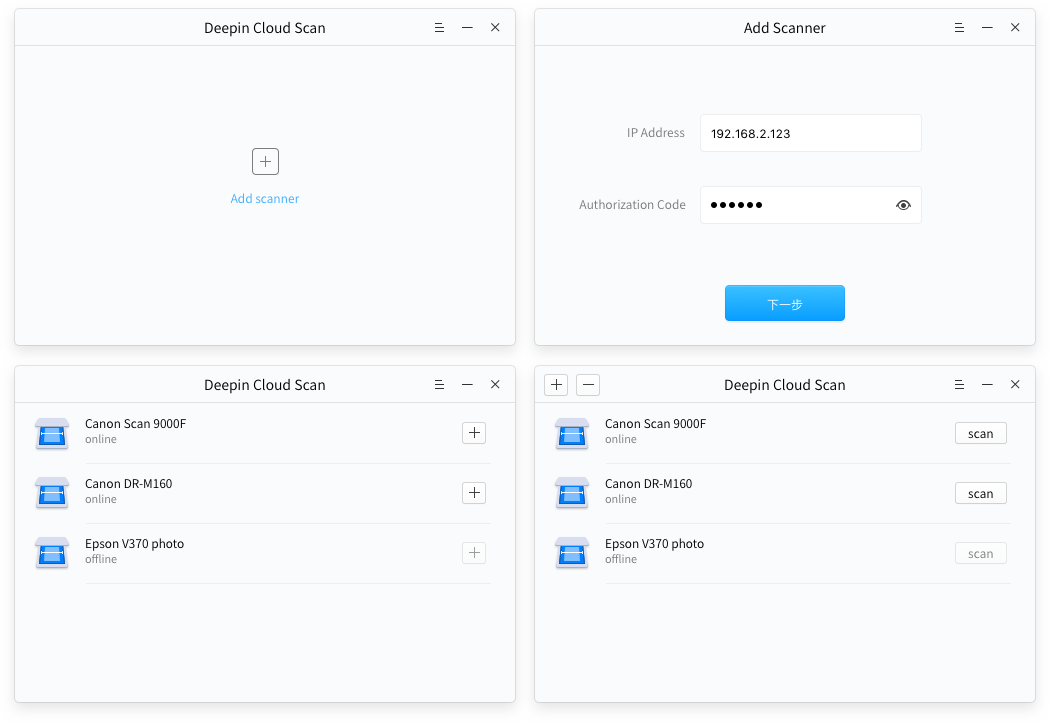 Deepin Cloud Scan
Add scanner
Add Scanner
IP Address
192.168.2.123
Authorization Code
下一步
Deepin Cloud Scan
Canon Scan 9000F
online
Canon DR-M160
online
Epson V370 photo
offline
Deepin Cloud Scan
Canon Scan 9000F
online
scan
Canon DR-M160
online
scan
Epson V370 photo
offline
scan